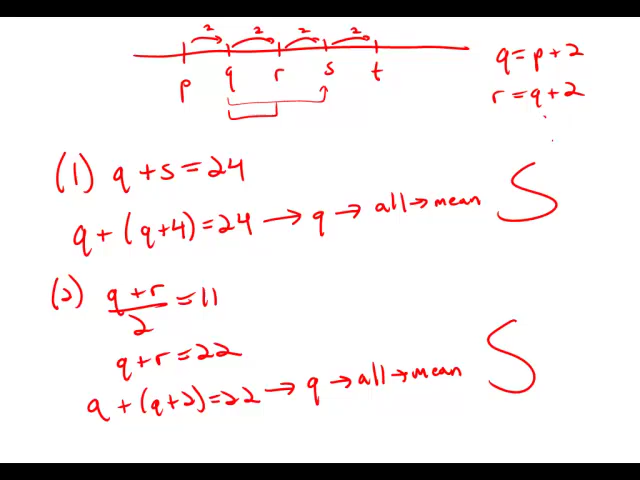 2 2 2 2
p q r s t
q = p + 2
r = q + 2
(1) q + s = 24
q + (q + 4) = 24 → q → all → mean
S
(2) q + r / 2 = 11
q + r = 22
q + (q + 2) = 22 → q → all → mean
S